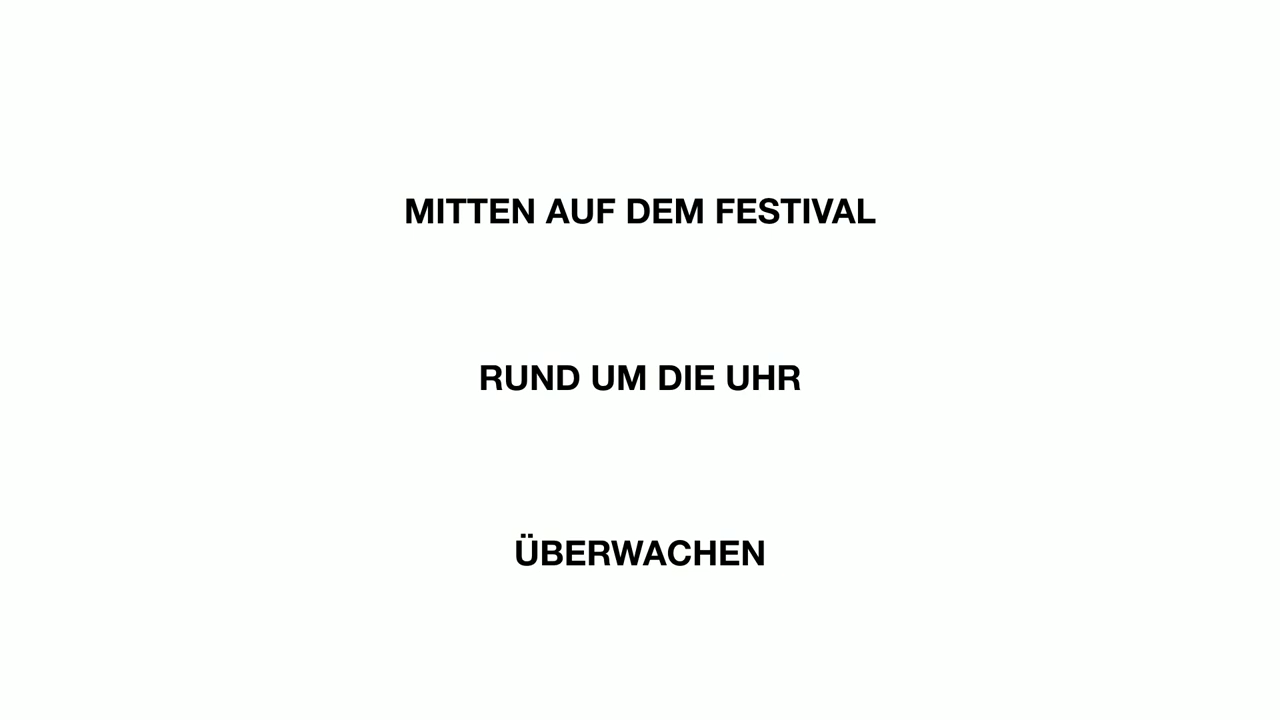 MITTEN AUF DEM FESTIVAL
RUND UM DIE UHR
ÜBERWACHEN